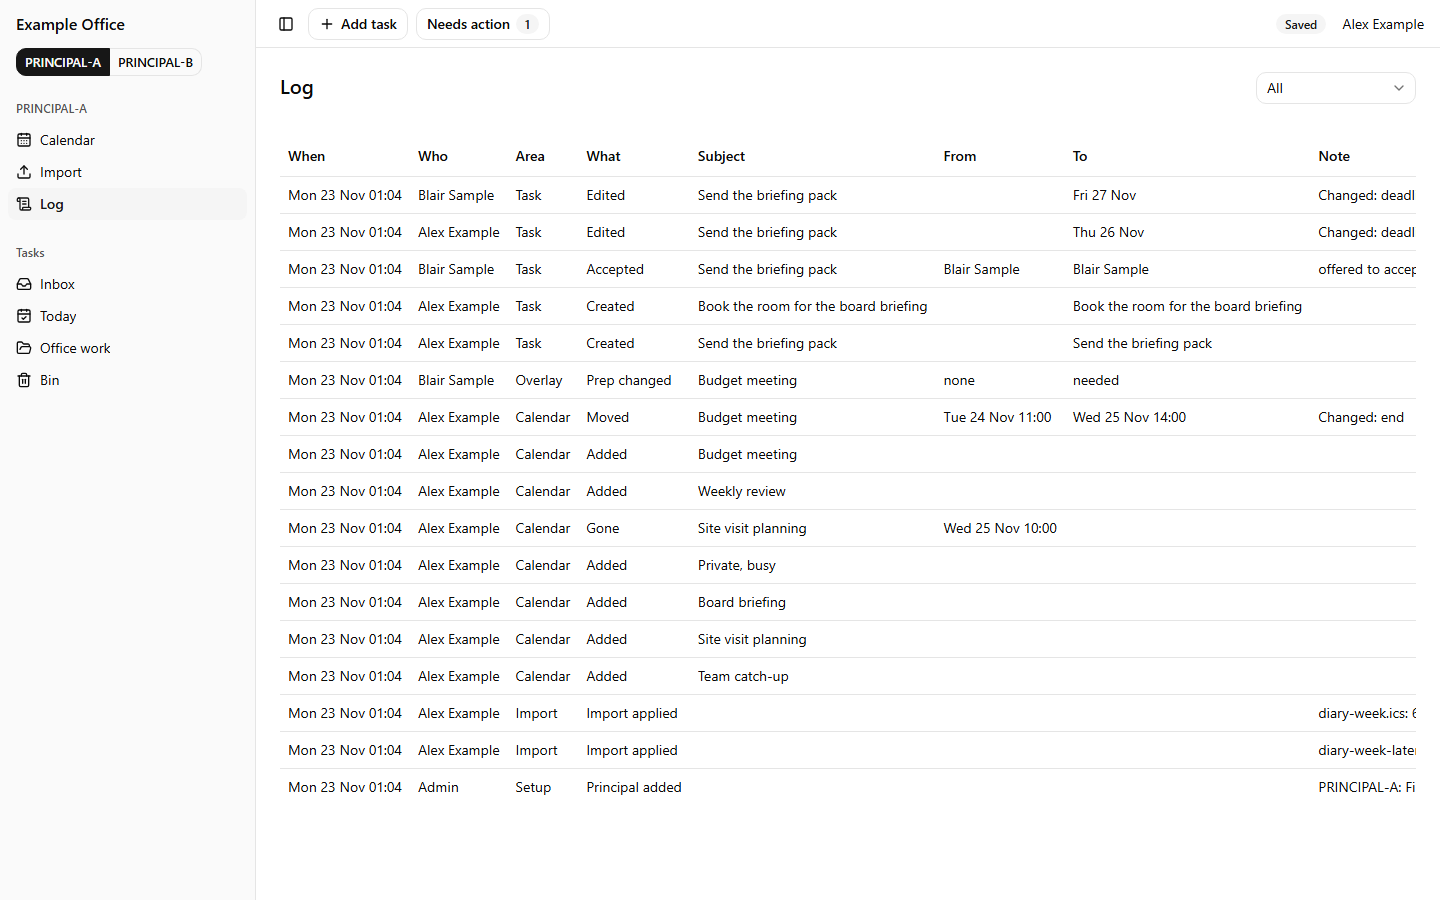 Example Office
PRINCIPAL-A PRINCIPAL-B
PRINCIPAL-A
Calendar
Import
Log
Tasks
Inbox
Today
Office work
Bin
Add task Needs action 1 Saved Alex Example
Log All
When Who Area What Subject From To Note
Mon 23 Nov 01:04 Blair Sample Task Edited Send the briefing pack Fri 27 Nov Changed: deadl
Mon 23 Nov 01:04 Alex Example Task Edited Send the briefing pack Thu 26 Nov Changed: deadl
Mon 23 Nov 01:04 Blair Sample Task Accepted Send the briefing pack Blair Sample Blair Sample offered to accep
Mon 23 Nov 01:04 Alex Example Task Created Book the room for the board briefing Book the room for the board briefing
Mon 23 Nov 01:04 Alex Example Task Created Send the briefing pack Send the briefing pack
Mon 23 Nov 01:04 Blair Sample Overlay Prep changed Budget meeting none needed
Mon 23 Nov 01:04 Alex Example Calendar Moved Budget meeting Tue 24 Nov 11:00 Wed 25 Nov 14:00 Changed: end
Mon 23 Nov 01:04 Alex Example Calendar Added Budget meeting
Mon 23 Nov 01:04 Alex Example Calendar Added Weekly review
Mon 23 Nov 01:04 Alex Example Calendar Gone Site visit planning Wed 25 Nov 10:00
Mon 23 Nov 01:04 Alex Example Calendar Added Private, busy
Mon 23 Nov 01:04 Alex Example Calendar Added Board briefing
Mon 23 Nov 01:04 Alex Example Calendar Added Site visit planning
Mon 23 Nov 01:04 Alex Example Calendar Added Team catch-up
Mon 23 Nov 01:04 Alex Example Import Import applied diary-week.ics: 6
Mon 23 Nov 01:04 Alex Example Import Import applied diary-week-later
Mon 23 Nov 01:04 Admin Setup Principal added PRINCIPAL-A: Fi